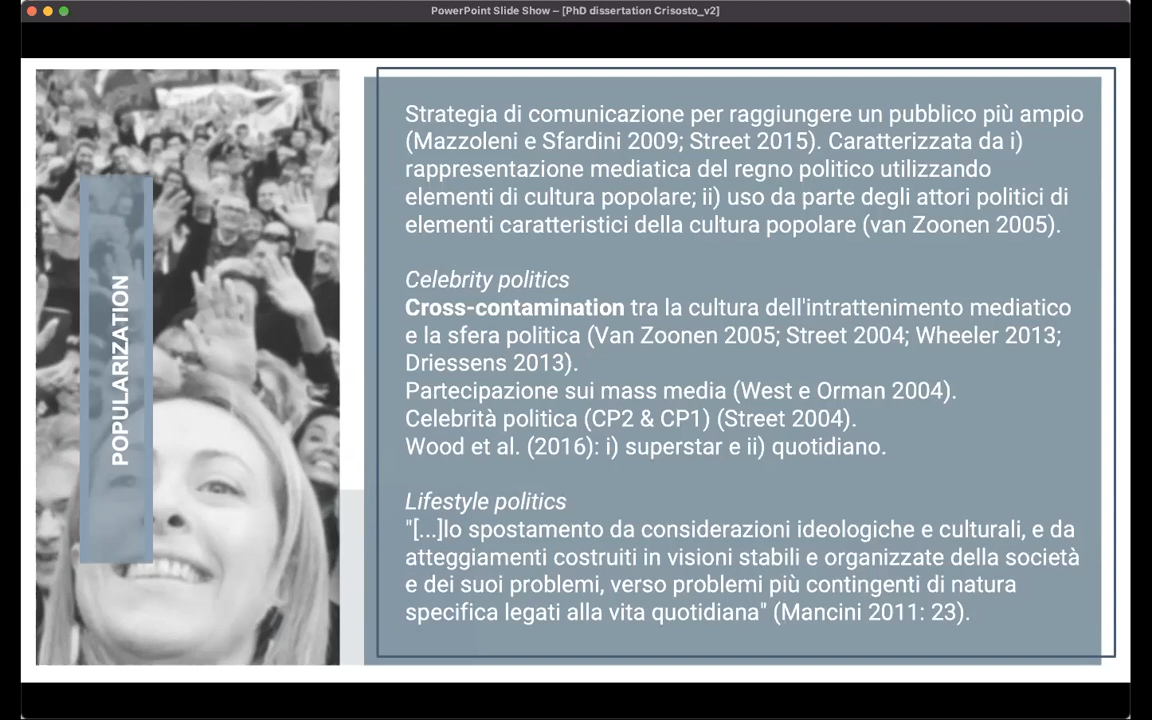 PowerPoint Slide Show – [PhD dissertation Crisosto_v2]
POPULARIZATION
Strategia di comunicazione per raggiungere un pubblico più ampio
(Mazzoleni e Sfardini 2009; Street 2015). Caratterizzata da i)
rappresentazione mediatica del regno politico utilizzando
elementi di cultura popolare; ii) uso da parte degli attori politici di
elementi caratteristici della cultura popolare (van Zoonen 2005).
Celebrity politics
Cross-contamination tra la cultura dell'intrattenimento mediatico
e la sfera politica (Van Zoonen 2005; Street 2004; Wheeler 2013;
Driessens 2013).
Partecipazione sui mass media (West e Orman 2004).
Celebrità politica (CP2 & CP1) (Street 2004).
Wood et al. (2016): i) superstar e ii) quotidiano.
Lifestyle politics
"[...]lo spostamento da considerazioni ideologiche e culturali, e da
atteggiamenti costruiti in visioni stabili e organizzate della società
e dei suoi problemi, verso problemi più contingenti di natura
specifica legati alla vita quotidiana" (Mancini 2011: 23).